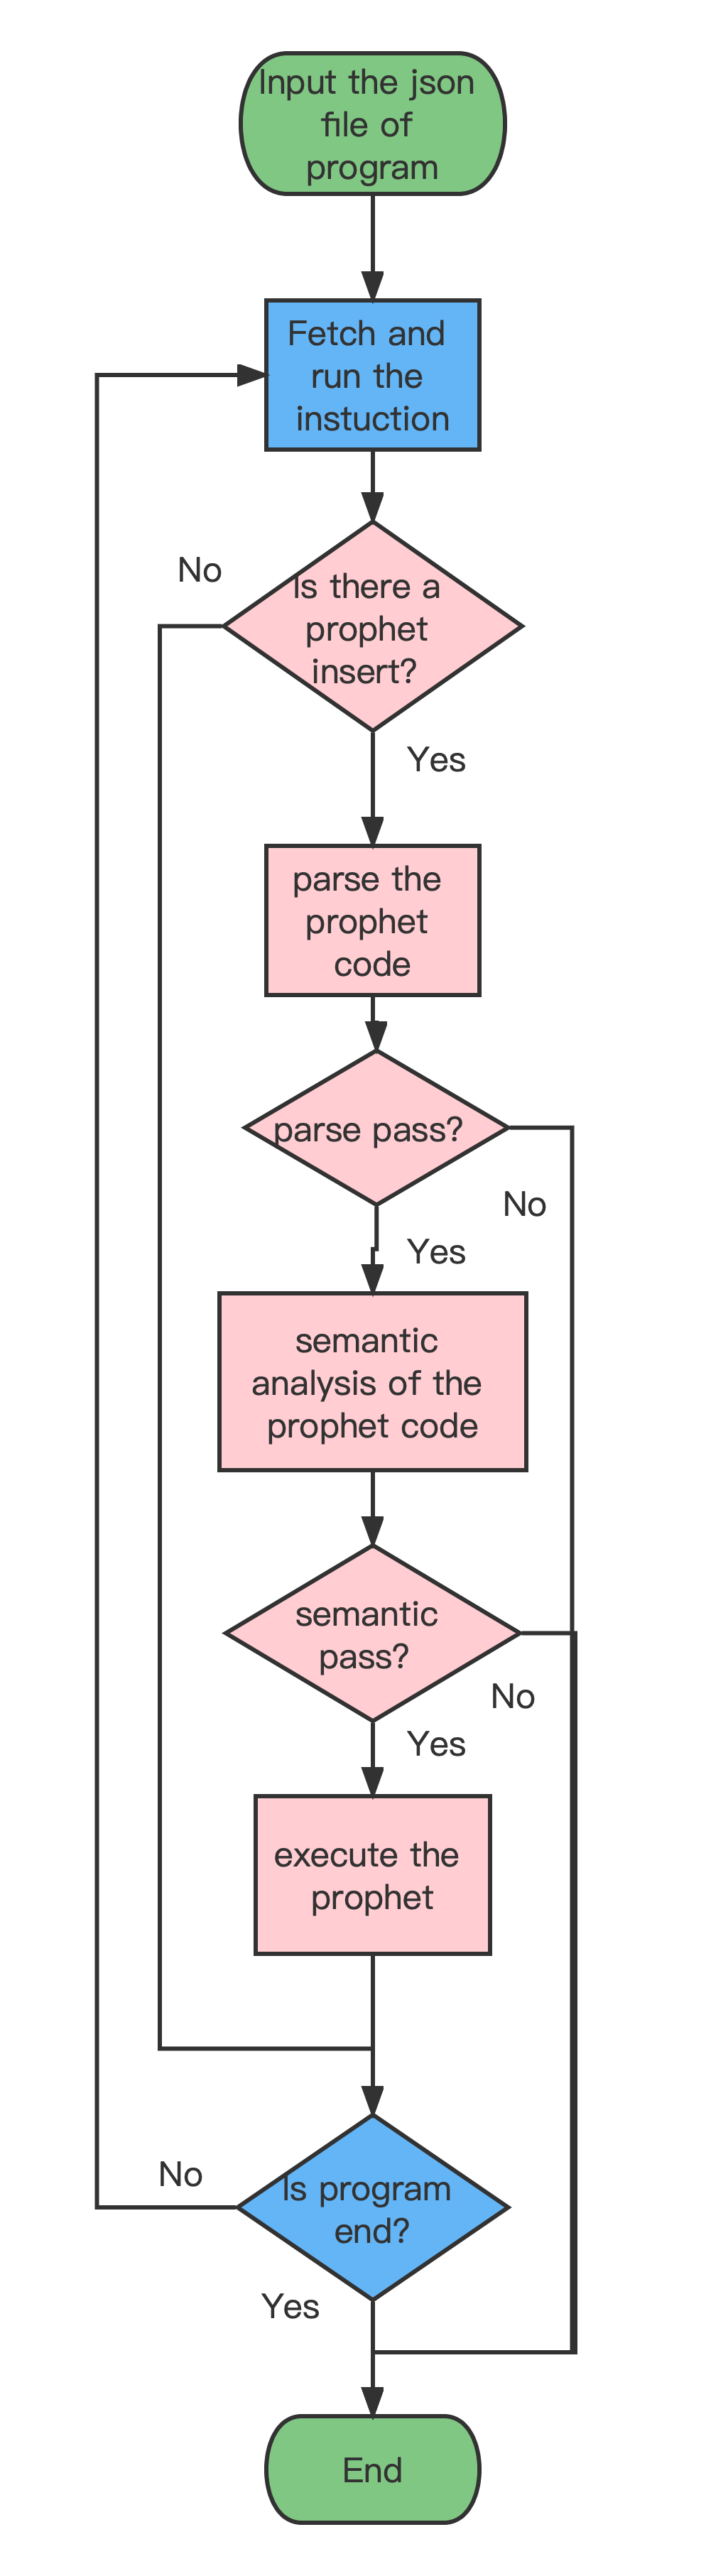 Input the json
file of
program
Fetch and
run the
instuction
No
Is there a
prophet
insert?
Yes
parse the
prophet
code
parse pass?
No
Yes
semantic
analysis of the
prophet code
semantic
pass?
No
Yes
execute the
prophet
No
Is program
end?
Yes
End